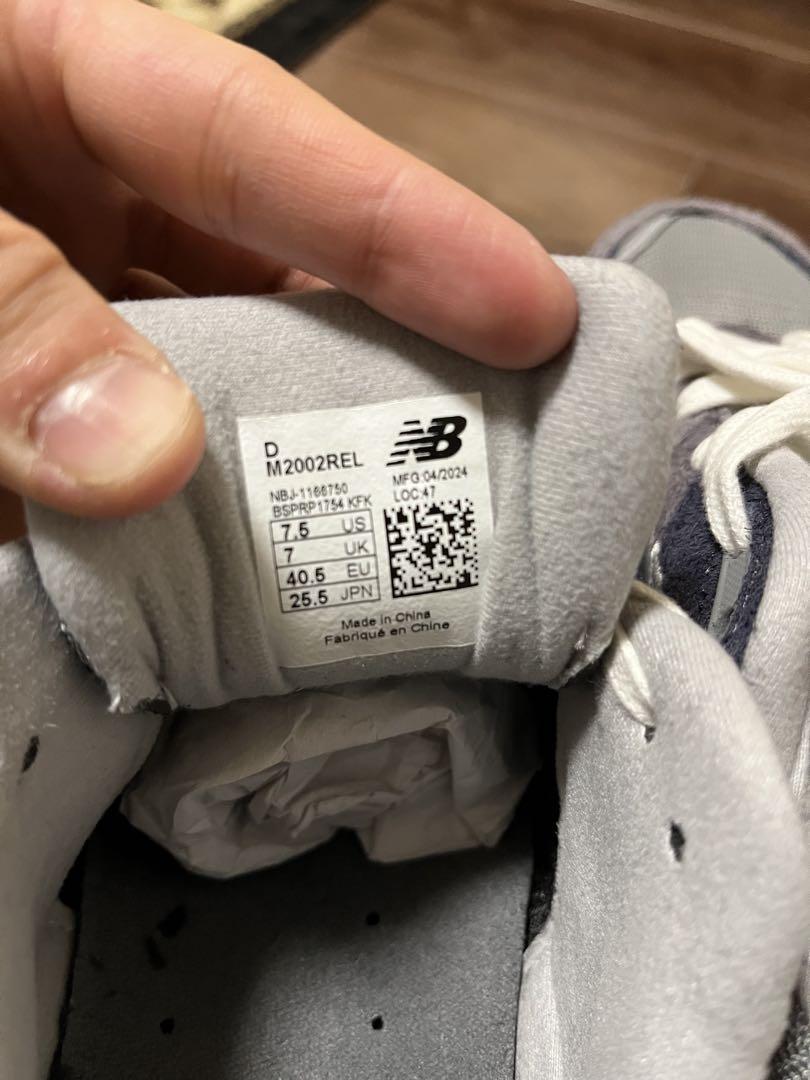 D
M2002REL
NB
NBJ-1166750
MFG:04/2024
BSPRP1754 KFK
LOC:47
7.5 US
7 UK
40.5 EU
25.5 JPN
Made in China
Fabriqué en Chine